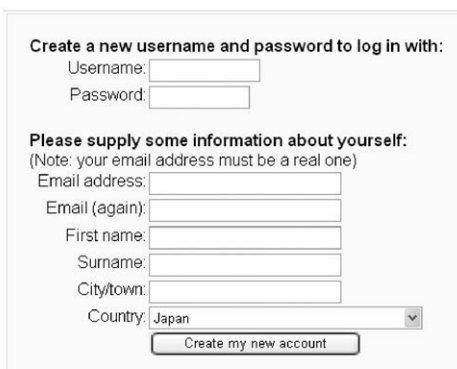 Create a new username and password to log in with:
Username:
Password:
Please supply some information about yourself:
(Note: your email address must be a real one)
Email address:
Email (again):
First name:
Surname:
City/town:
Country: Japan
Create my new account